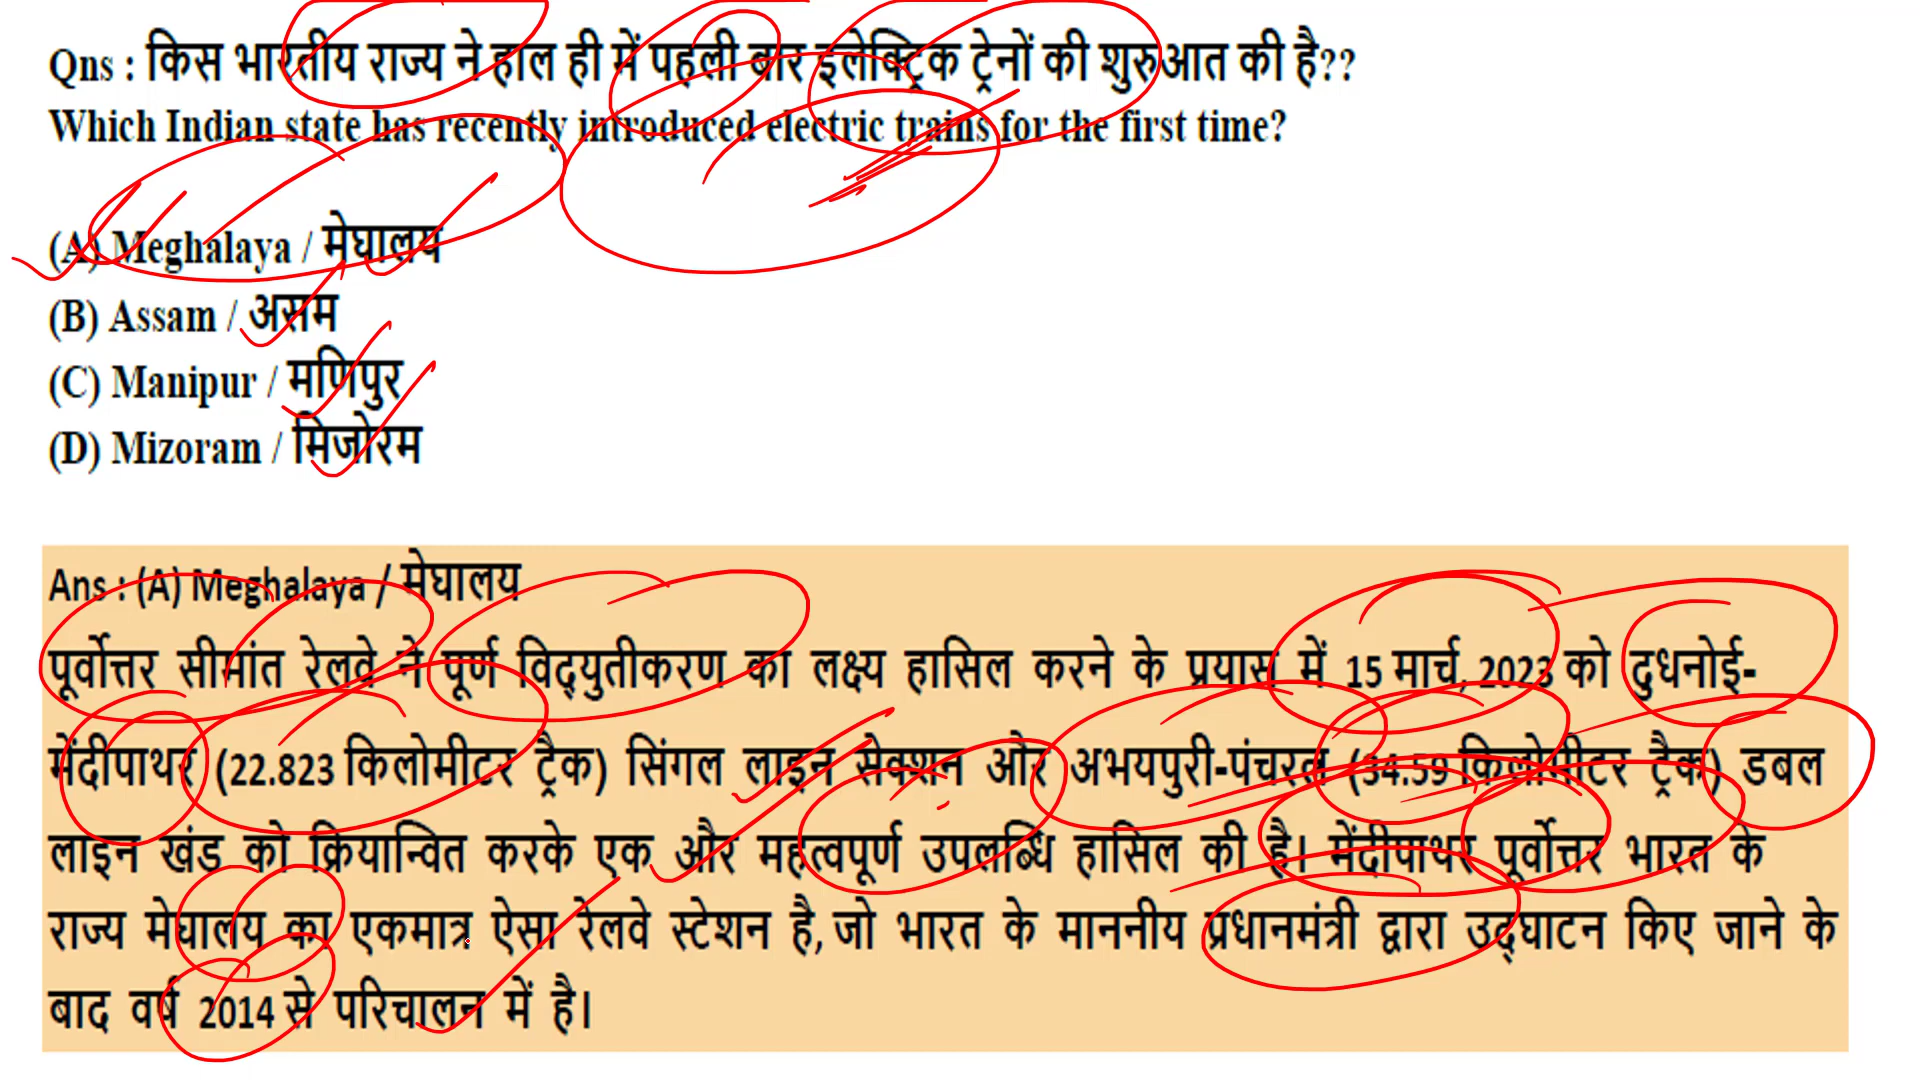 Qns : किस भारतीय राज्य ने हाल ही में पहली बार इलेक्ट्रिक ट्रेनों की शुरुआत की है??
Which Indian state has recently introduced electric trains for the first time?
(A) Meghalaya / मेघालय
(B) Assam / असम
(C) Manipur / मणिपुर
(D) Mizoram / मिजोरम
Ans : (A) Meghalaya / मेघालय
पूर्वोत्तर सीमांत रेलवे ने पूर्ण विद्युतीकरण का लक्ष्य हासिल करने के प्रयास में 15 मार्च, 2023 को दुधनोई-
मेंदीपाथर (22.823 किलोमीटर ट्रैक) सिंगल लाइन सेक्शन और अभयपुरी-पंचरत्न (34.59 किलोमीटर ट्रैक) डबल
लाइन खंड को क्रियान्वित करके एक और महत्वपूर्ण उपलब्धि हासिल की है। मेंदीपाथर पूर्वोत्तर भारत के
राज्य मेघालय का एकमात्र ऐसा रेलवे स्टेशन है, जो भारत के माननीय प्रधानमंत्री द्वारा उद्घाटन किए जाने के
बाद वर्ष 2014 से परिचालन में है।